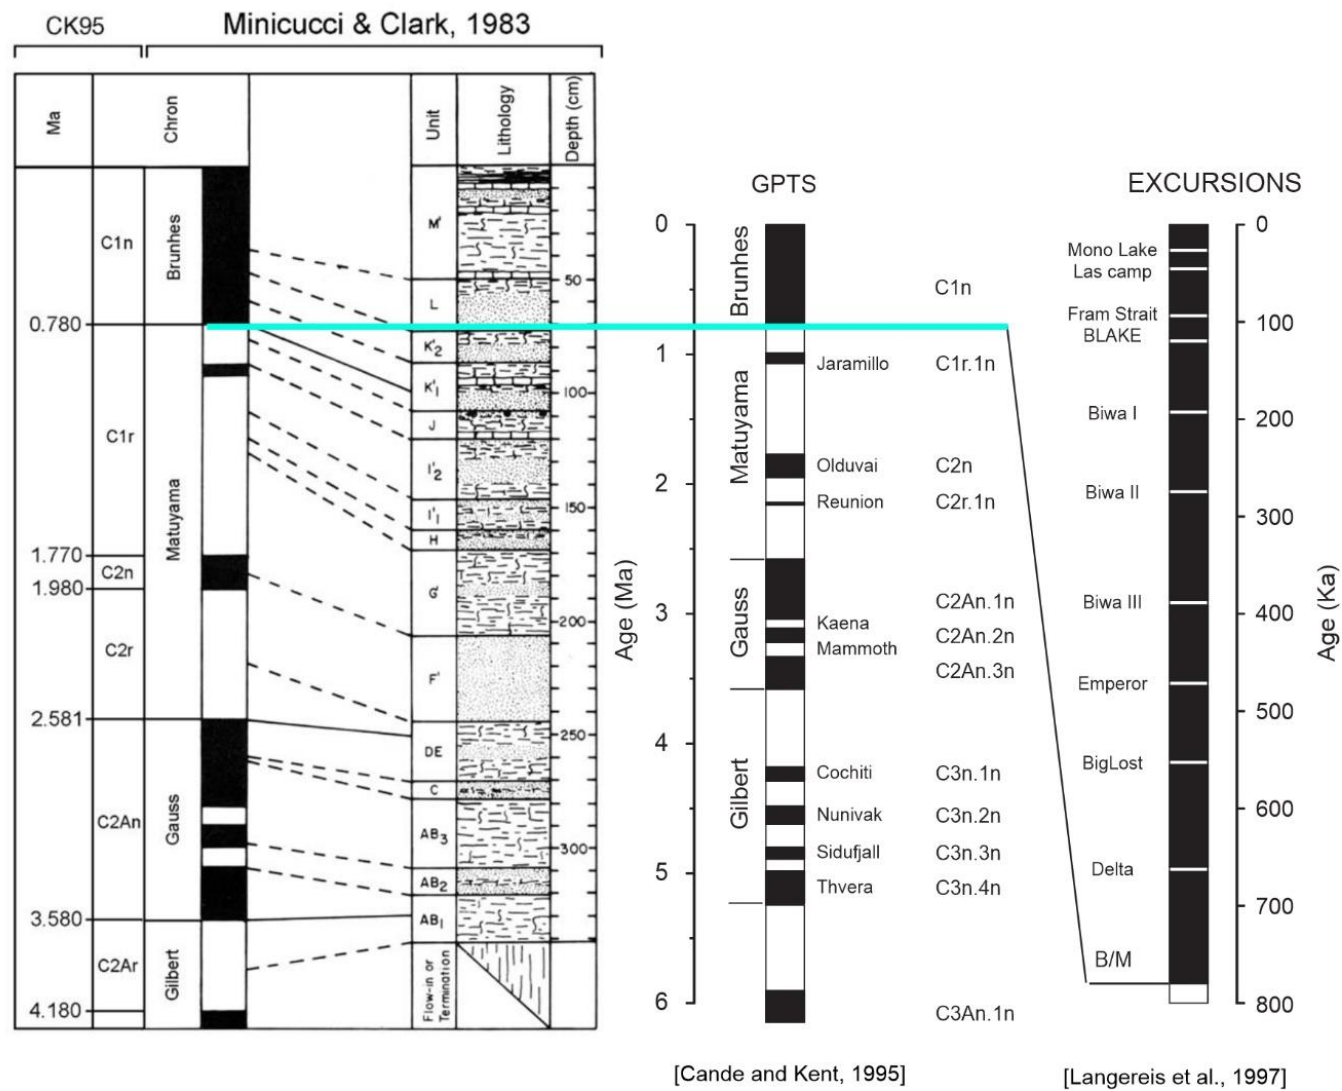 CK95
Minicucci & Clark, 1983
Ma
Chron
Unit
Lithology
Depth (cm)
C1n
0.780
C1r
1.770
C2n
1.980
C2r
2.581
C2An
3.580
C2Ar
4.180
Brunhes
Matuyama
Gauss
Gilbert
M'
L
K'2
K'1
J
I'2
I'1
H
G'
F'
DE
C
AB3
AB2
AB1
Flow-in or
Termination
50
100
150
200
250
300
GPTS
Age (Ma)
0
1
2
3
4
5
6
Brunhes
Matuyama
Gauss
Gilbert
Jaramillo
Olduvai
Reunion
Kaena
Mammoth
Cochiti
Nunivak
Sidufjall
Thvera
C1n
C1r.1n
C2n
C2r.1n
C2An.1n
C2An.2n
C2An.3n
C3n.1n
C3n.2n
C3n.3n
C3n.4n
C3An.1n
[Cande and Kent, 1995]
EXCURSIONS
Mono Lake
Las camp
Fram Strait
BLAKE
Biwa I
Biwa II
Biwa III
Emperor
BigLost
Delta
B/M
0
100
200
300
400
500
600
700
800
Age (Ka)
[Langereis et al., 1997]